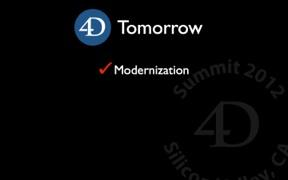 4D Tomorrow
✓ Modernization
Summit 2012
4D
Silicon Valley, CA